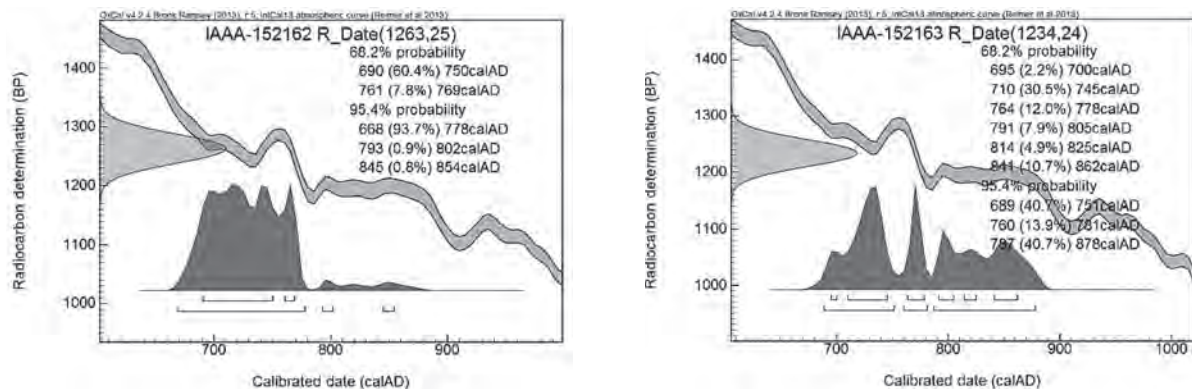 OxCal v4.2.4 Bronk Ramsey (2013); r:5; IntCal13 atmospheric curve (Reimer et al 2013)
IAAA-152162 R_Date(1263,25)
68.2% probability
690 (60.4%) 750calAD
761 (7.8%) 769calAD
95.4% probability
668 (93.7%) 778calAD
793 (0.9%) 802calAD
845 (0.8%) 854calAD
Radiocarbon determination (BP)
1400
1300
1200
1100
1000
700
800
900
Calibrated date (calAD)
OxCal v4.2.4 Bronk Ramsey (2013); r:5; IntCal13 atmospheric curve (Reimer et al 2013)
IAAA-152163 R_Date(1234,24)
68.2% probability
695 (2.2%) 700calAD
710 (30.5%) 745calAD
764 (12.0%) 778calAD
791 (7.9%) 805calAD
814 (4.9%) 825calAD
841 (10.7%) 862calAD
95.4% probability
689 (40.7%) 751calAD
760 (13.9%) 781calAD
787 (40.7%) 878calAD
Radiocarbon determination (BP)
1400
1300
1200
1100
1000
700
800
900
1000
Calibrated date (calAD)